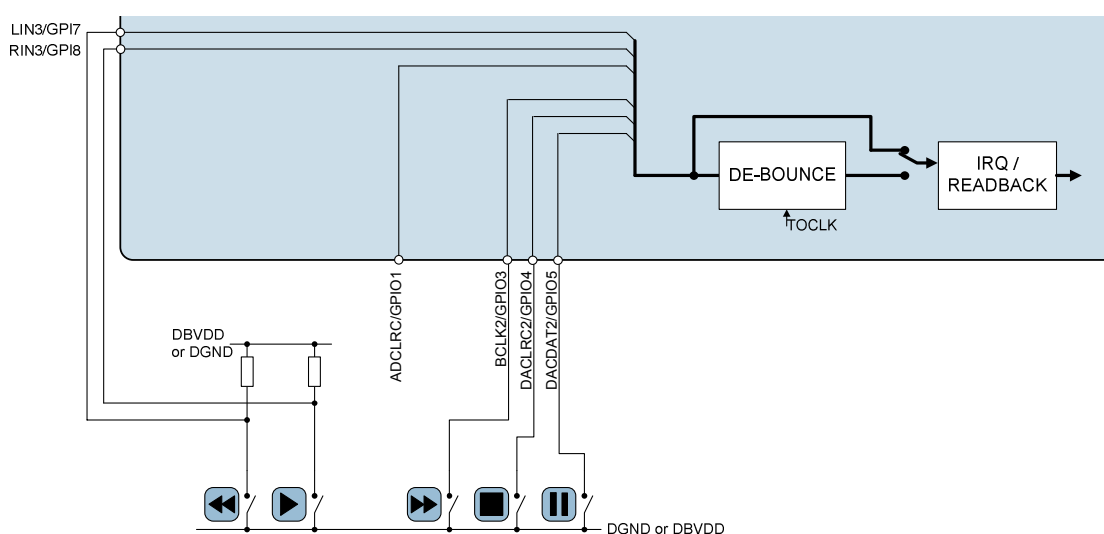 LIN3/GPI7
RIN3/GPI8
DE-BOUNCE
IRQ /
READBACK
TOCLK
ADCLRC/GPIO1
BCLK2/GPIO3
DACLRC2/GPIO4
DACDAT2/GPIO5
DBVDD
or DGND
DGND or DBVDD